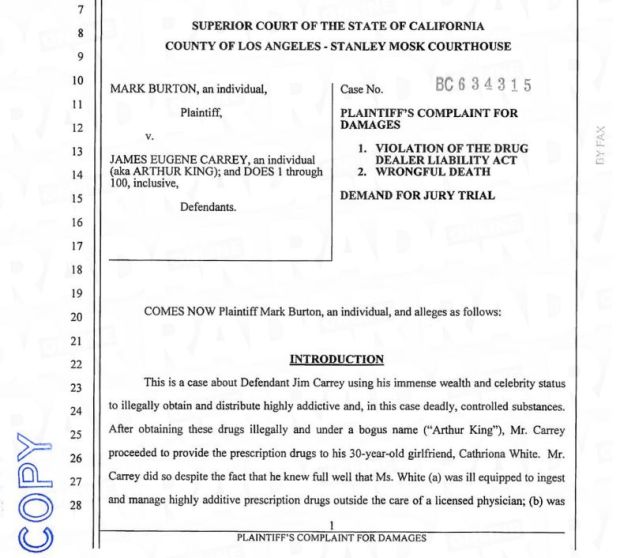 7
8 SUPERIOR COURT OF THE STATE OF CALIFORNIA
COUNTY OF LOS ANGELES - STANLEY MOSK COURTHOUSE
9
10 MARK BURTON, an individual,
Plaintiff,
11
12 v.
13 JAMES EUGENE CARREY, an individual
14 (aka ARTHUR KING); and DOES 1 through
100, inclusive,
15
Defendants.
16
17
Case No. BC 6 3 4 3 1 5
PLAINTIFF'S COMPLAINT FOR
DAMAGES
1. VIOLATION OF THE DRUG
DEALER LIABILITY ACT
2. WRONGFUL DEATH
DEMAND FOR JURY TRIAL
BY FAX
18
19
20 COMES NOW Plaintiff Mark Burton, an individual, and alleges as follows:
21
22 INTRODUCTION
23 This is a case about Defendant Jim Carrey using his immense wealth and celebrity status
24 to illegally obtain and distribute highly addictive and, in this case deadly, controlled substances.
25 After obtaining these drugs illegally and under a bogus name ("Arthur King"), Mr. Carrey
26 proceeded to provide the prescription drugs to his 30-year-old girlfriend, Cathriona White. Mr.
27 Carrey did so despite the fact that he knew full well that Ms. White (a) was ill equipped to ingest
28 and manage highly additive prescription drugs outside the care of a licensed physician; (b) was
1
PLAINTIFF'S COMPLAINT FOR DAMAGES
COPY